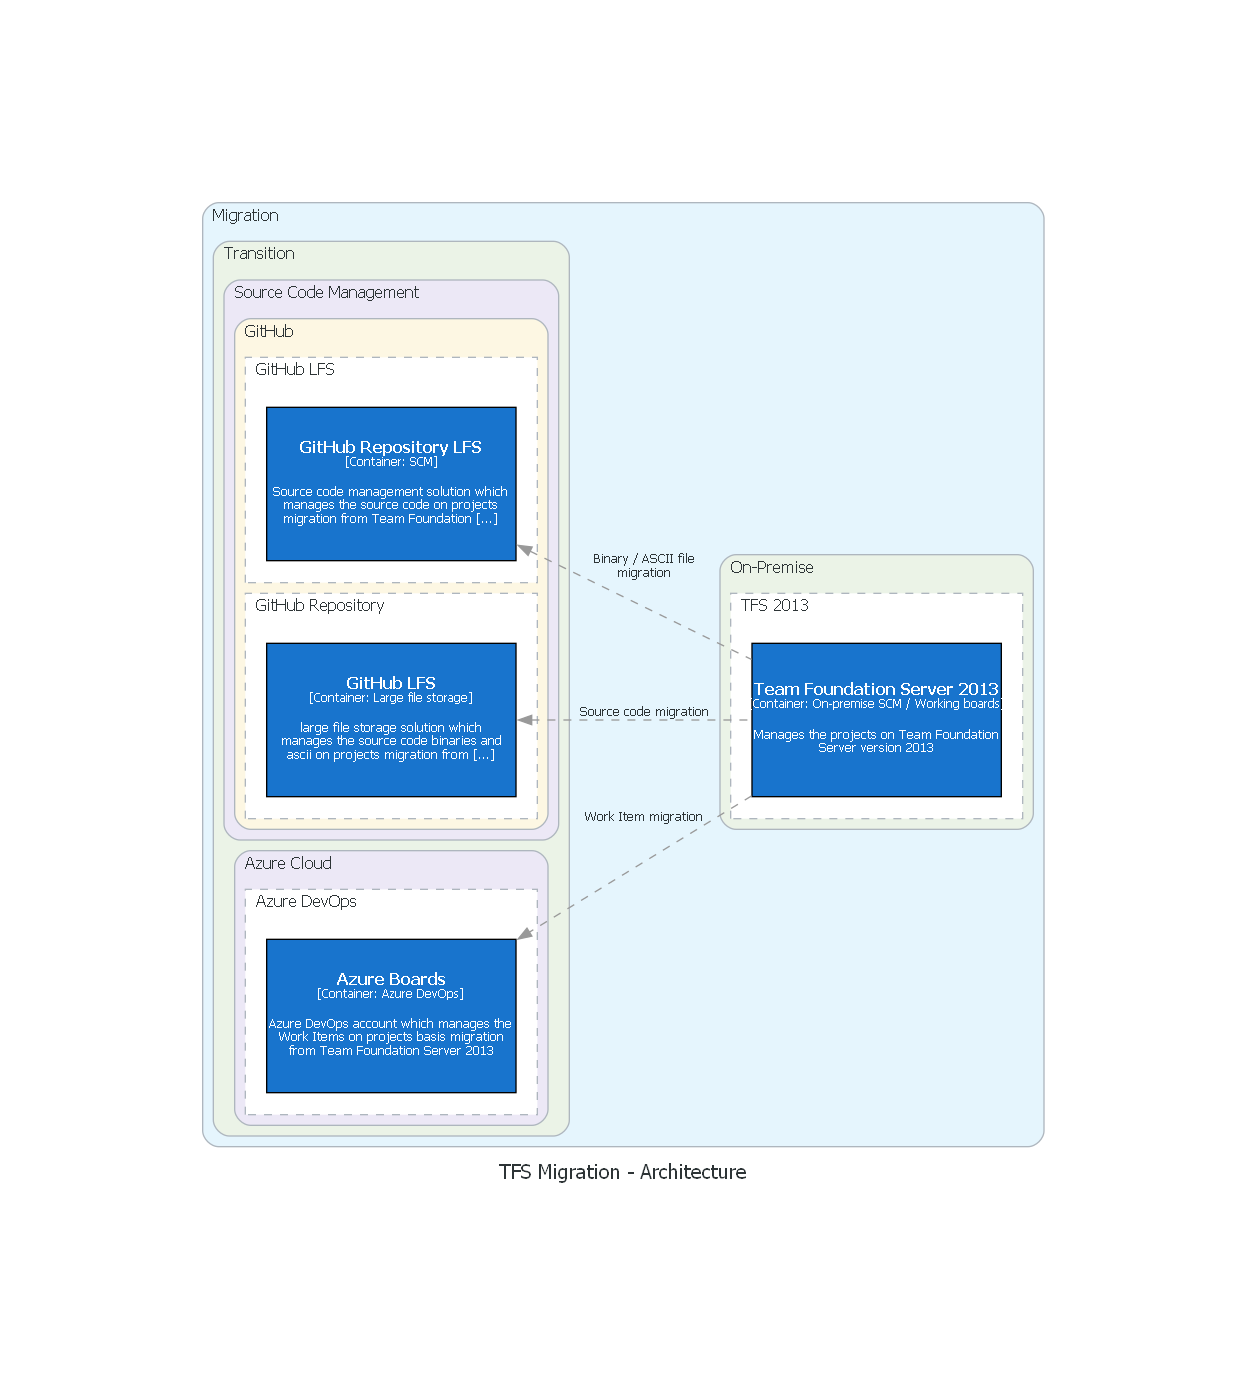 Migration
Transition
Source Code Management
GitHub
GitHub LFS
GitHub Repository LFS
[Container: SCM]
Source code management solution which
manages the source code on projects
migration from Team Foundation [...]
GitHub Repository
GitHub LFS
[Container: Large file storage]
large file storage solution which
manages the source code binaries and
ascii on projects migration from [...]
Azure Cloud
Azure DevOps
Azure Boards
[Container: Azure DevOps]
Azure DevOps account which manages the
Work Items on projects basis migration
from Team Foundation Server 2013
Binary / ASCII file
migration
Source code migration
Work Item migration
On-Premise
TFS 2013
Team Foundation Server 2013
[Container: On-premise SCM / Working boards]
Manages the projects on Team Foundation
Server version 2013
TFS Migration - Architecture